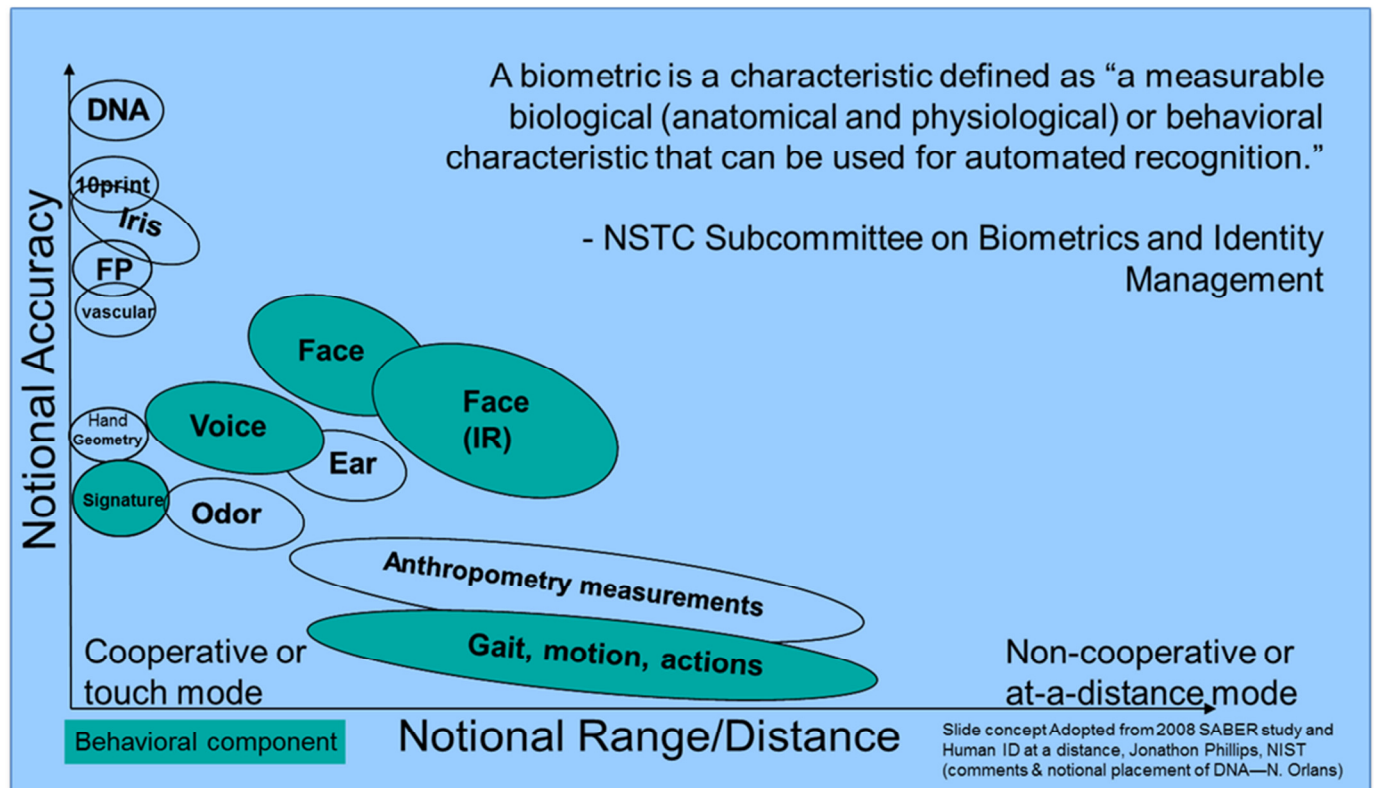 A biometric is a characteristic defined as “a measurable
biological (anatomical and physiological) or behavioral
characteristic that can be used for automated recognition.”
- NSTC Subcommittee on Biometrics and Identity
Management
Notional Accuracy
DNA
10print
Iris
FP
vascular
Face
Face
(IR)
Voice
Hand
Geometry
Ear
Signature
Odor
Anthropometry measurements
Gait, motion, actions
Cooperative or
touch mode
Non-cooperative or
at-a-distance mode
Behavioral component
Notional Range/Distance
Slide concept Adopted from 2008 SABER study and
Human ID at a distance, Jonathon Phillips, NIST
(comments & notional placement of DNA—N. Orlans)